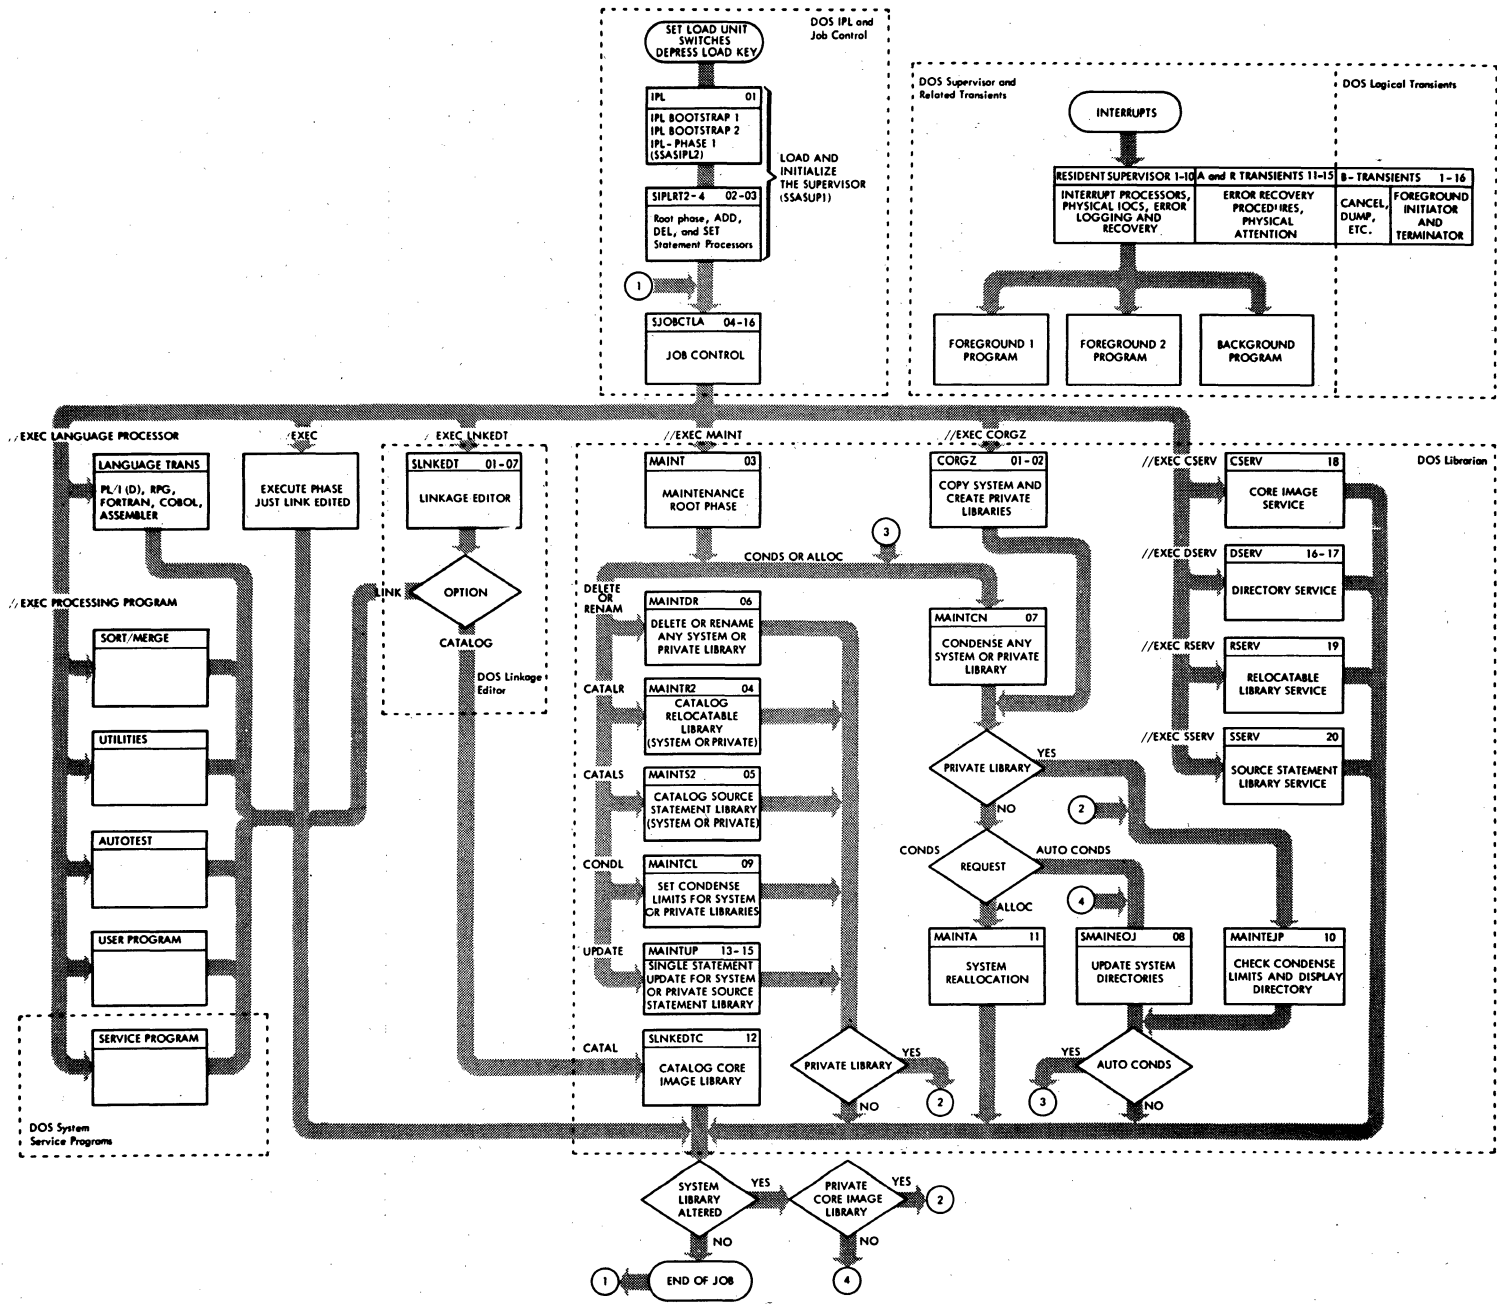 DOS IPL and
Job Control
SET LOAD UNIT
SWITCHES
DEPRESS LOAD KEY
IPL 01
IPL BOOTSTRAP 1
IPL BOOTSTRAP 2
IPL-PHASE 1
(SSASIPL2)
LOAD AND
INITIALIZE
THE SUPERVISOR
(SSASUP1)
SIPLRT2-4 02-03
Root phase, ADD,
DEL, and SET
Statement Processors
1
SJOBCTLA 04-16
JOB CONTROL
DOS Supervisor and
Related Transients
DOS Logical Transients
INTERRUPTS
RESIDENT SUPERVISOR 1-10
INTERRUPT PROCESSORS,
PHYSICAL IOCS, ERROR
LOGGING AND
RECOVERY
A and R TRANSIENTS 11-15
ERROR RECOVERY
PROCEDURES,
PHYSICAL
ATTENTION
B-TRANSIENTS 1-16
CANCEL,
DUMP,
ETC.
FOREGROUND
INITIATOR
AND
TERMINATOR
FOREGROUND 1
PROGRAM
FOREGROUND 2
PROGRAM
BACKGROUND
PROGRAM
// EXEC LANGUAGE PROCESSOR
LANGUAGE TRANS
PL/I (D), RPG,
FORTRAN, COBOL,
ASSEMBLER
// EXEC PROCESSING PROGRAM
SORT/MERGE
UTILITIES
AUTOTEST
USER PROGRAM
SERVICE PROGRAM
DOS System
Service Programs
/EXEC
EXECUTE PHASE
JUST LINK EDITED
/ EXEC LNKEDT
SLNKEDT 01-07
LINKAGE EDITOR
OPTION
LINK
CATALOG
DOS Linkage
Editor
//EXEC MAINT
MAINT 03
MAINTENANCE
ROOT PHASE
CONDS OR ALLOC
3
DELETE
OR
RENAM
MAINTDR 06
DELETE OR RENAME
ANY SYSTEM OR
PRIVATE LIBRARY
CATALR
MAINTR2 04
CATALOG
RELOCATABLE
LIBRARY
(SYSTEM OR PRIVATE)
CATALS
MAINTS2 05
CATALOG SOURCE
STATEMENT LIBRARY
(SYSTEM OR PRIVATE)
CONDL
MAINTCL 09
SET CONDENSE
LIMITS FOR SYSTEM
OR PRIVATE LIBRARIES
UPDATE
MAINTUP 13-15
SINGLE STATEMENT
UPDATE FOR SYSTEM
OR PRIVATE SOURCE
STATEMENT LIBRARY
CATAL
SLNKEDTC 12
CATALOG CORE
IMAGE LIBRARY
PRIVATE LIBRARY
YES
2
NO
//EXEC CORGZ
CORGZ 01-02
COPY SYSTEM AND
CREATE PRIVATE
LIBRARIES
MAINTCN 07
CONDENSE ANY
SYSTEM OR PRIVATE
LIBRARY
PRIVATE LIBRARY
YES
NO
2
CONDS
REQUEST
AUTO CONDS
ALLOC
4
MAINTA 11
SYSTEM
REALLOCATION
SMAINEOJ 08
UPDATE SYSTEM
DIRECTORIES
MAINTEJP 10
CHECK CONDENSE
LIMITS AND DISPLAY
DIRECTORY
AUTO CONDS
YES
3
NO
DOS Librarian
//EXEC CSERV
CSERV 18
CORE IMAGE
SERVICE
//EXEC DSERV
DSERV 16-17
DIRECTORY SERVICE
//EXEC RSERV
RSERV 19
RELOCATABLE
LIBRARY SERVICE
//EXEC SSERV
SSERV 20
SOURCE STATEMENT
LIBRARY SERVICE
SYSTEM
LIBRARY
ALTERED
YES
NO
PRIVATE
CORE IMAGE
LIBRARY
YES
2
NO
4
END OF JOB
1